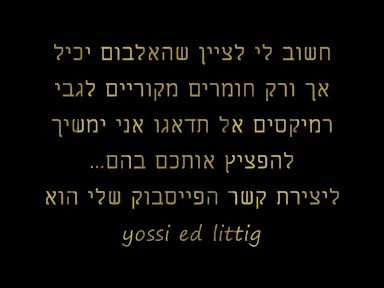 חשוב לי לציין שהאלבום יכיל
אך ורק חומרים מקוריים לגבי
רמיקסים אל תדאגו אני ימשיך
להפציץ אותכם בהם...
ליצירת קשר הפייסבוק שלי הוא
yossi ed littig